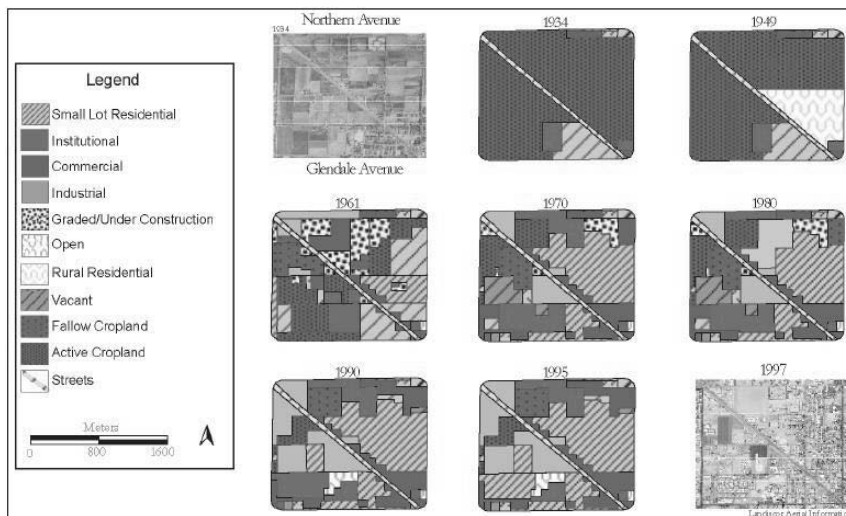 Northern Avenue
1934
Glendale Avenue
1934
1949
Legend
Small Lot Residential
Institutional
Commercial
Industrial
Graded/Under Construction
Open
Rural Residential
Vacant
Fallow Cropland
Active Cropland
Streets
Meters
0 800 1600
1961
1970
1980
1990
1995
1997
Landiscor Aerial Information